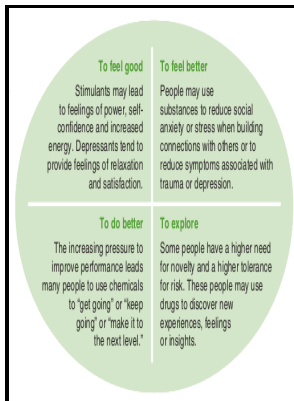 To feel good
Stimulants may lead
to feelings of power, self-
confidence and increased
energy. Depressants tend to
provide feelings of relaxation
and satisfaction.
To feel better
People may use
substances to reduce social
anxiety or stress when building
connections with others or to
reduce symptoms associated with
trauma or depression.
To do better
The increasing pressure to
improve performance leads
many people to use chemicals
to “get going” or “keep
going” or “make it to
the next level.”
To explore
Some people have a higher need
for novelty and a higher tolerance
for risk. These people may use
drugs to discover new
experiences, feelings
or insights.